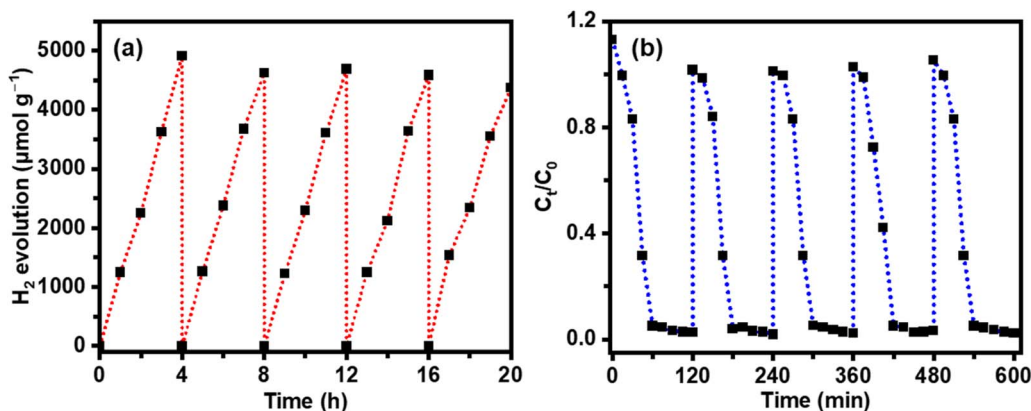 (a)
H₂ evolution (μmol g⁻¹)
5000
4000
3000
2000
1000
0
0 4 8 12 16 20
Time (h)
(b)
Cₜ/C₀
1.2
0.8
0.4
0.0
0 120 240 360 480 600
Time (min)